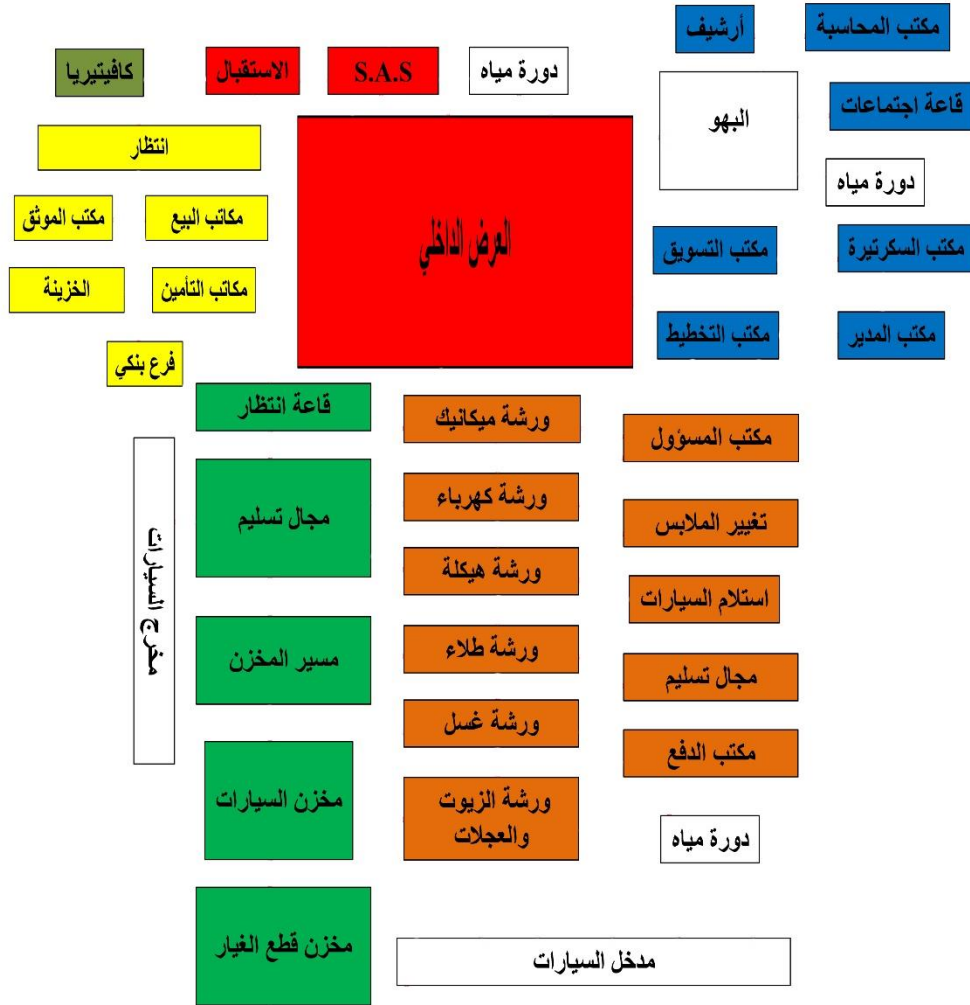 مكتب المحاسبة
أرشيف
دورة مياه
S.A.S
الاستقبال
كافيتيريا
قاعة اجتماعات
البهو
انتظار
دورة مياه
مكتب السكرتيرة
مكتب التسويق
العرض الداخلي
مكاتب البيع
مكتب الموثق
مكاتب التأمين
الخزينة
مكتب المدير
مكتب التخطيط
فرع بنكي
قاعة انتظار
ورشة ميكانيك
مكتب المسؤول
مجال تسليم
ورشة كهرباء
تغيير الملابس
مخرج السيارات
ورشة هيكلة
استلام السيارات
مسير المخزن
ورشة طلاء
مجال تسليم
ورشة غسل
مكتب الدفع
مخزن السيارات
ورشة الزيوت
والعجلات
دورة مياه
مخزن قطع الغيار
مدخل السيارات